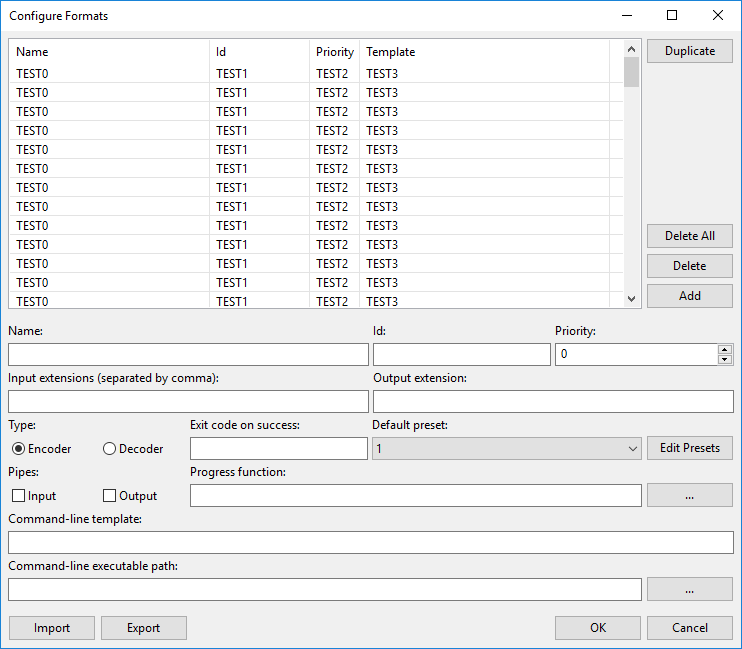 Configure Formats
Name Id Priority Template
Duplicate
TEST0 TEST1 TEST2 TEST3
TEST0 TEST1 TEST2 TEST3
TEST0 TEST1 TEST2 TEST3
TEST0 TEST1 TEST2 TEST3
TEST0 TEST1 TEST2 TEST3
TEST0 TEST1 TEST2 TEST3
TEST0 TEST1 TEST2 TEST3
TEST0 TEST1 TEST2 TEST3
TEST0 TEST1 TEST2 TEST3
TEST0 TEST1 TEST2 TEST3
TEST0 TEST1 TEST2 TEST3
TEST0 TEST1 TEST2 TEST3
TEST0 TEST1 TEST2 TEST3
Delete All
Delete
Add
Name: Id: Priority:
0
Input extensions (separated by comma): Output extension:
Type: Exit code on success: Default preset:
Encoder Decoder 1 Edit Presets
Pipes: Progress function:
Input Output ...
Command-line template:
Command-line executable path:
...
Import Export OK Cancel